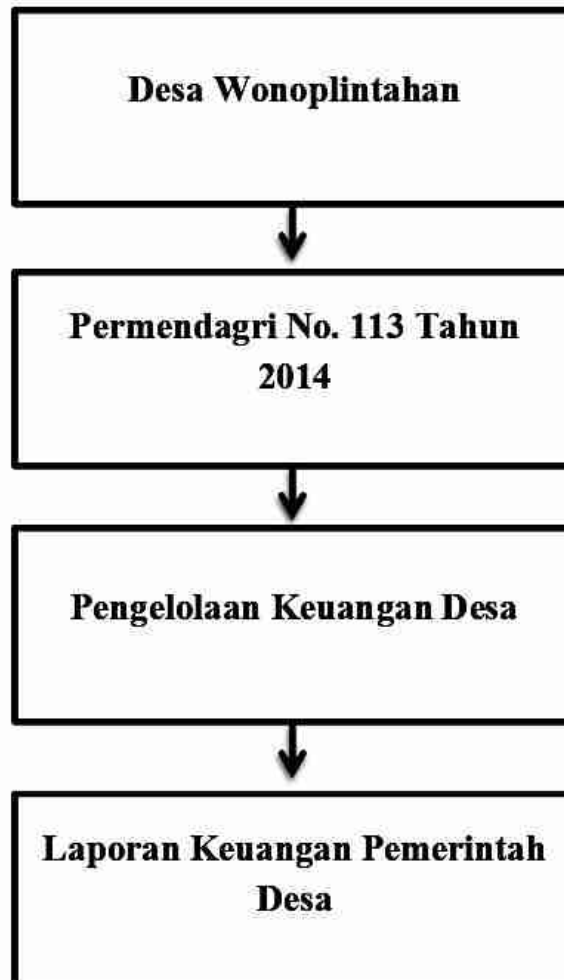 Desa Wonoplintahan
Permendagri No. 113 Tahun
2014
Pengelolaan Keuangan Desa
Laporan Keuangan Pemerintah
Desa